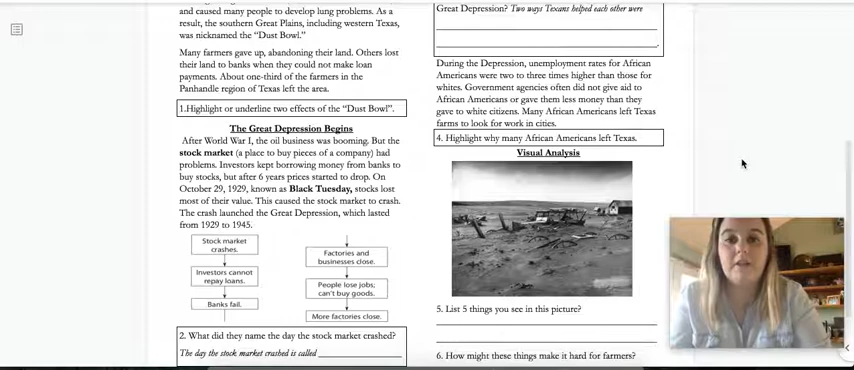 and caused many people to develop lung problems. As a
result, the southern Great Plains, including western Texas,
was nicknamed the “Dust Bowl.”
Many farmers gave up, abandoning their land. Others lost
their land to banks when they could not make loan
payments. About one-third of the farmers in the
Panhandle region of Texas left the area.
1.Highlight or underline two effects of the “Dust Bowl”.
The Great Depression Begins
After World War I, the oil business was booming. But the
stock market (a place to buy pieces of a company) had
problems. Investors kept borrowing money from banks to
buy stocks, but after 6 years prices started to drop. On
October 29, 1929, known as Black Tuesday, stocks lost
most of their value. This caused the stock market to crash.
The crash launched the Great Depression, which lasted
from 1929 to 1945.
Stock market
crashes.
Investors cannot
repay loans.
Banks fail.
Factories and
businesses close.
People lose jobs;
can't buy goods.
More factories close.
2. What did they name the day the stock market crashed?
The day the stock market crashed is called
Great Depression? Two ways Texans helped each other were
During the Depression, unemployment rates for African
Americans were two to three times higher than those for
whites. Government agencies often did not give aid to
African Americans or gave them less money than they
gave to white citizens. Many African Americans left Texas
farms to look for work in cities.
4. Highlight why many African Americans left Texas.
Visual Analysis
5. List 5 things you see in this picture?
6. How might these things make it hard for farmers?